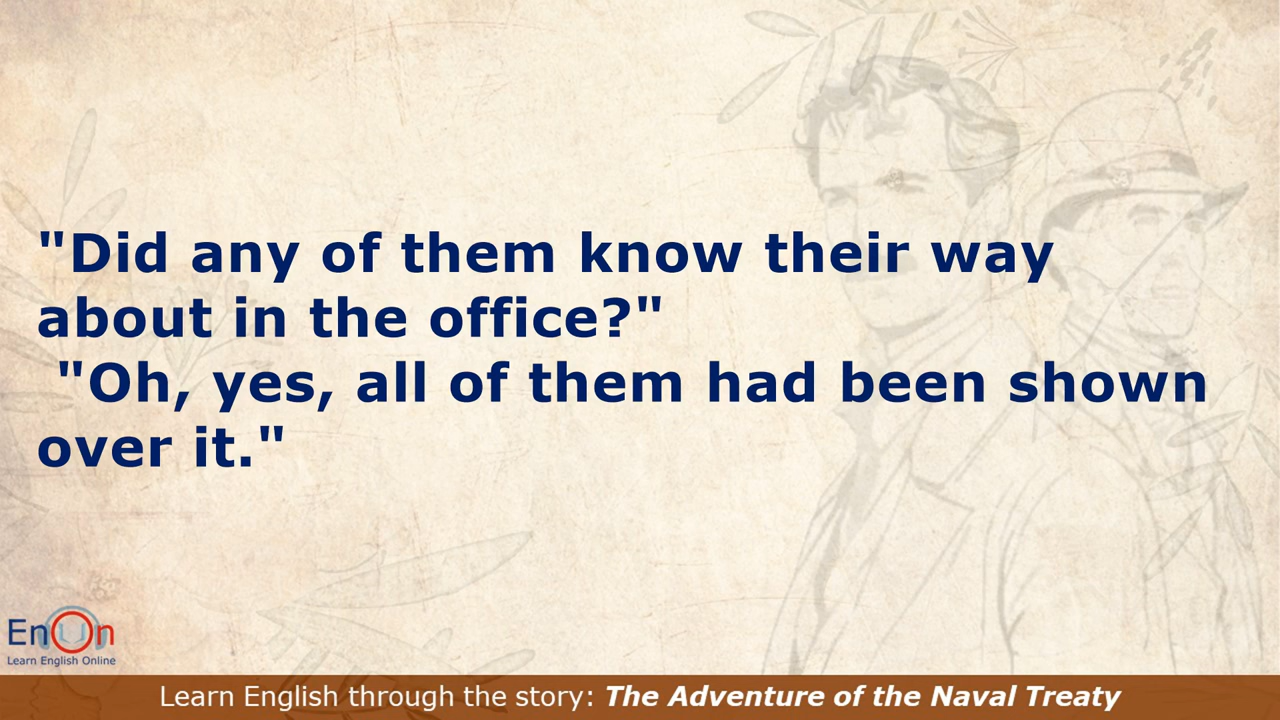 "Did any of them know their way
about in the office?"
"Oh, yes, all of them had been shown
over it."
EnOn
Learn English Online
Learn English through the story: The Adventure of the Naval Treaty